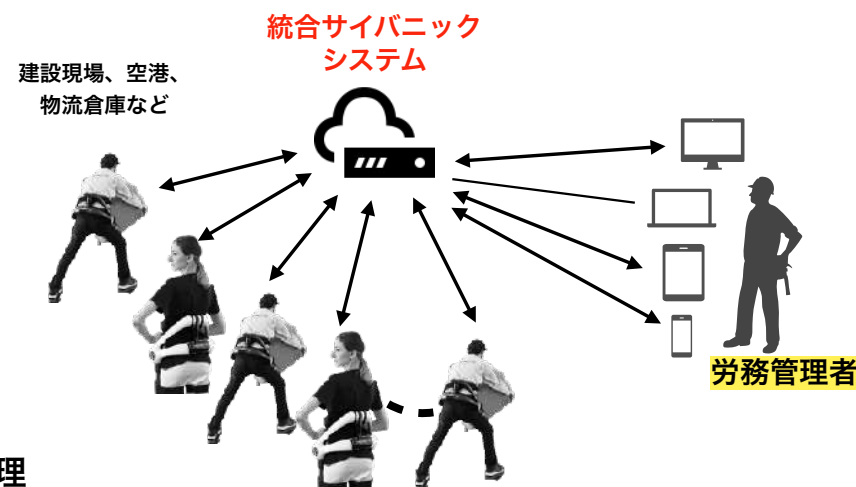 統合サイバニック
システム
建設現場、空港、
物流倉庫など
労務管理者
理